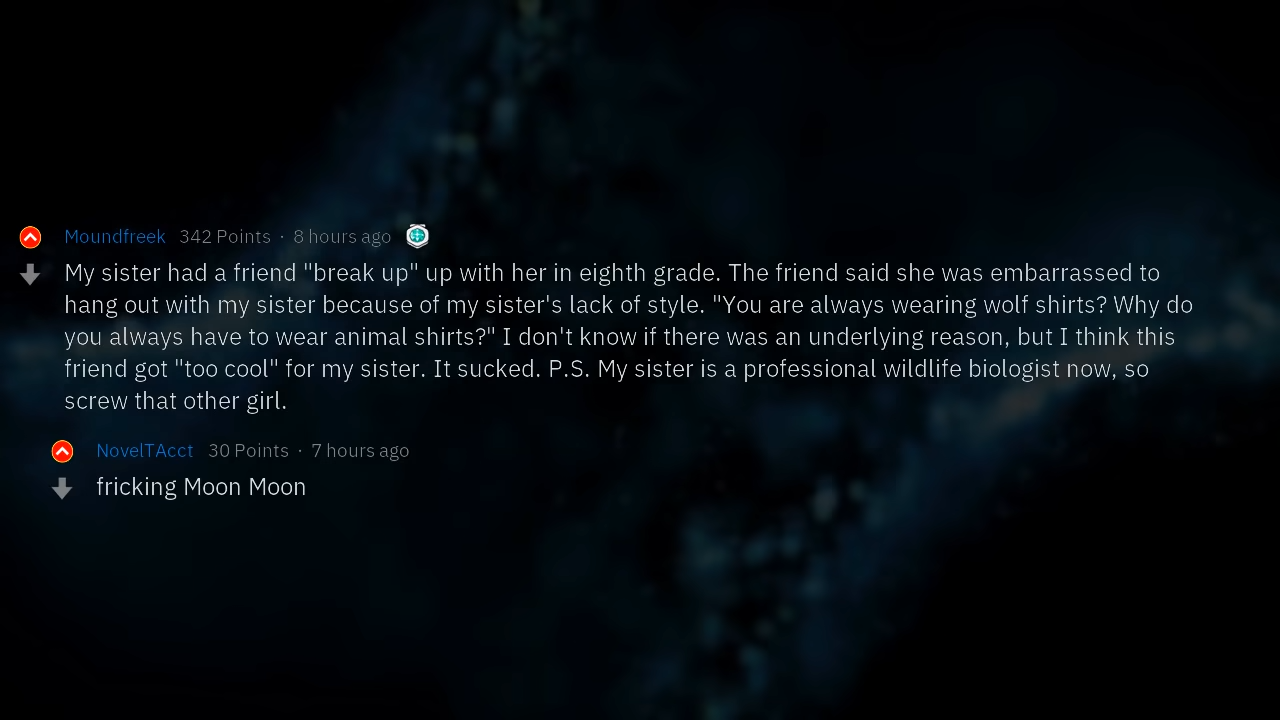 Moundfreek 342 Points · 8 hours ago
My sister had a friend "break up" up with her in eighth grade. The friend said she was embarrassed to
hang out with my sister because of my sister's lack of style. "You are always wearing wolf shirts? Why do
you always have to wear animal shirts?" I don't know if there was an underlying reason, but I think this
friend got "too cool" for my sister. It sucked. P.S. My sister is a professional wildlife biologist now, so
screw that other girl.
NovelTAcct 30 Points · 7 hours ago
fricking Moon Moon